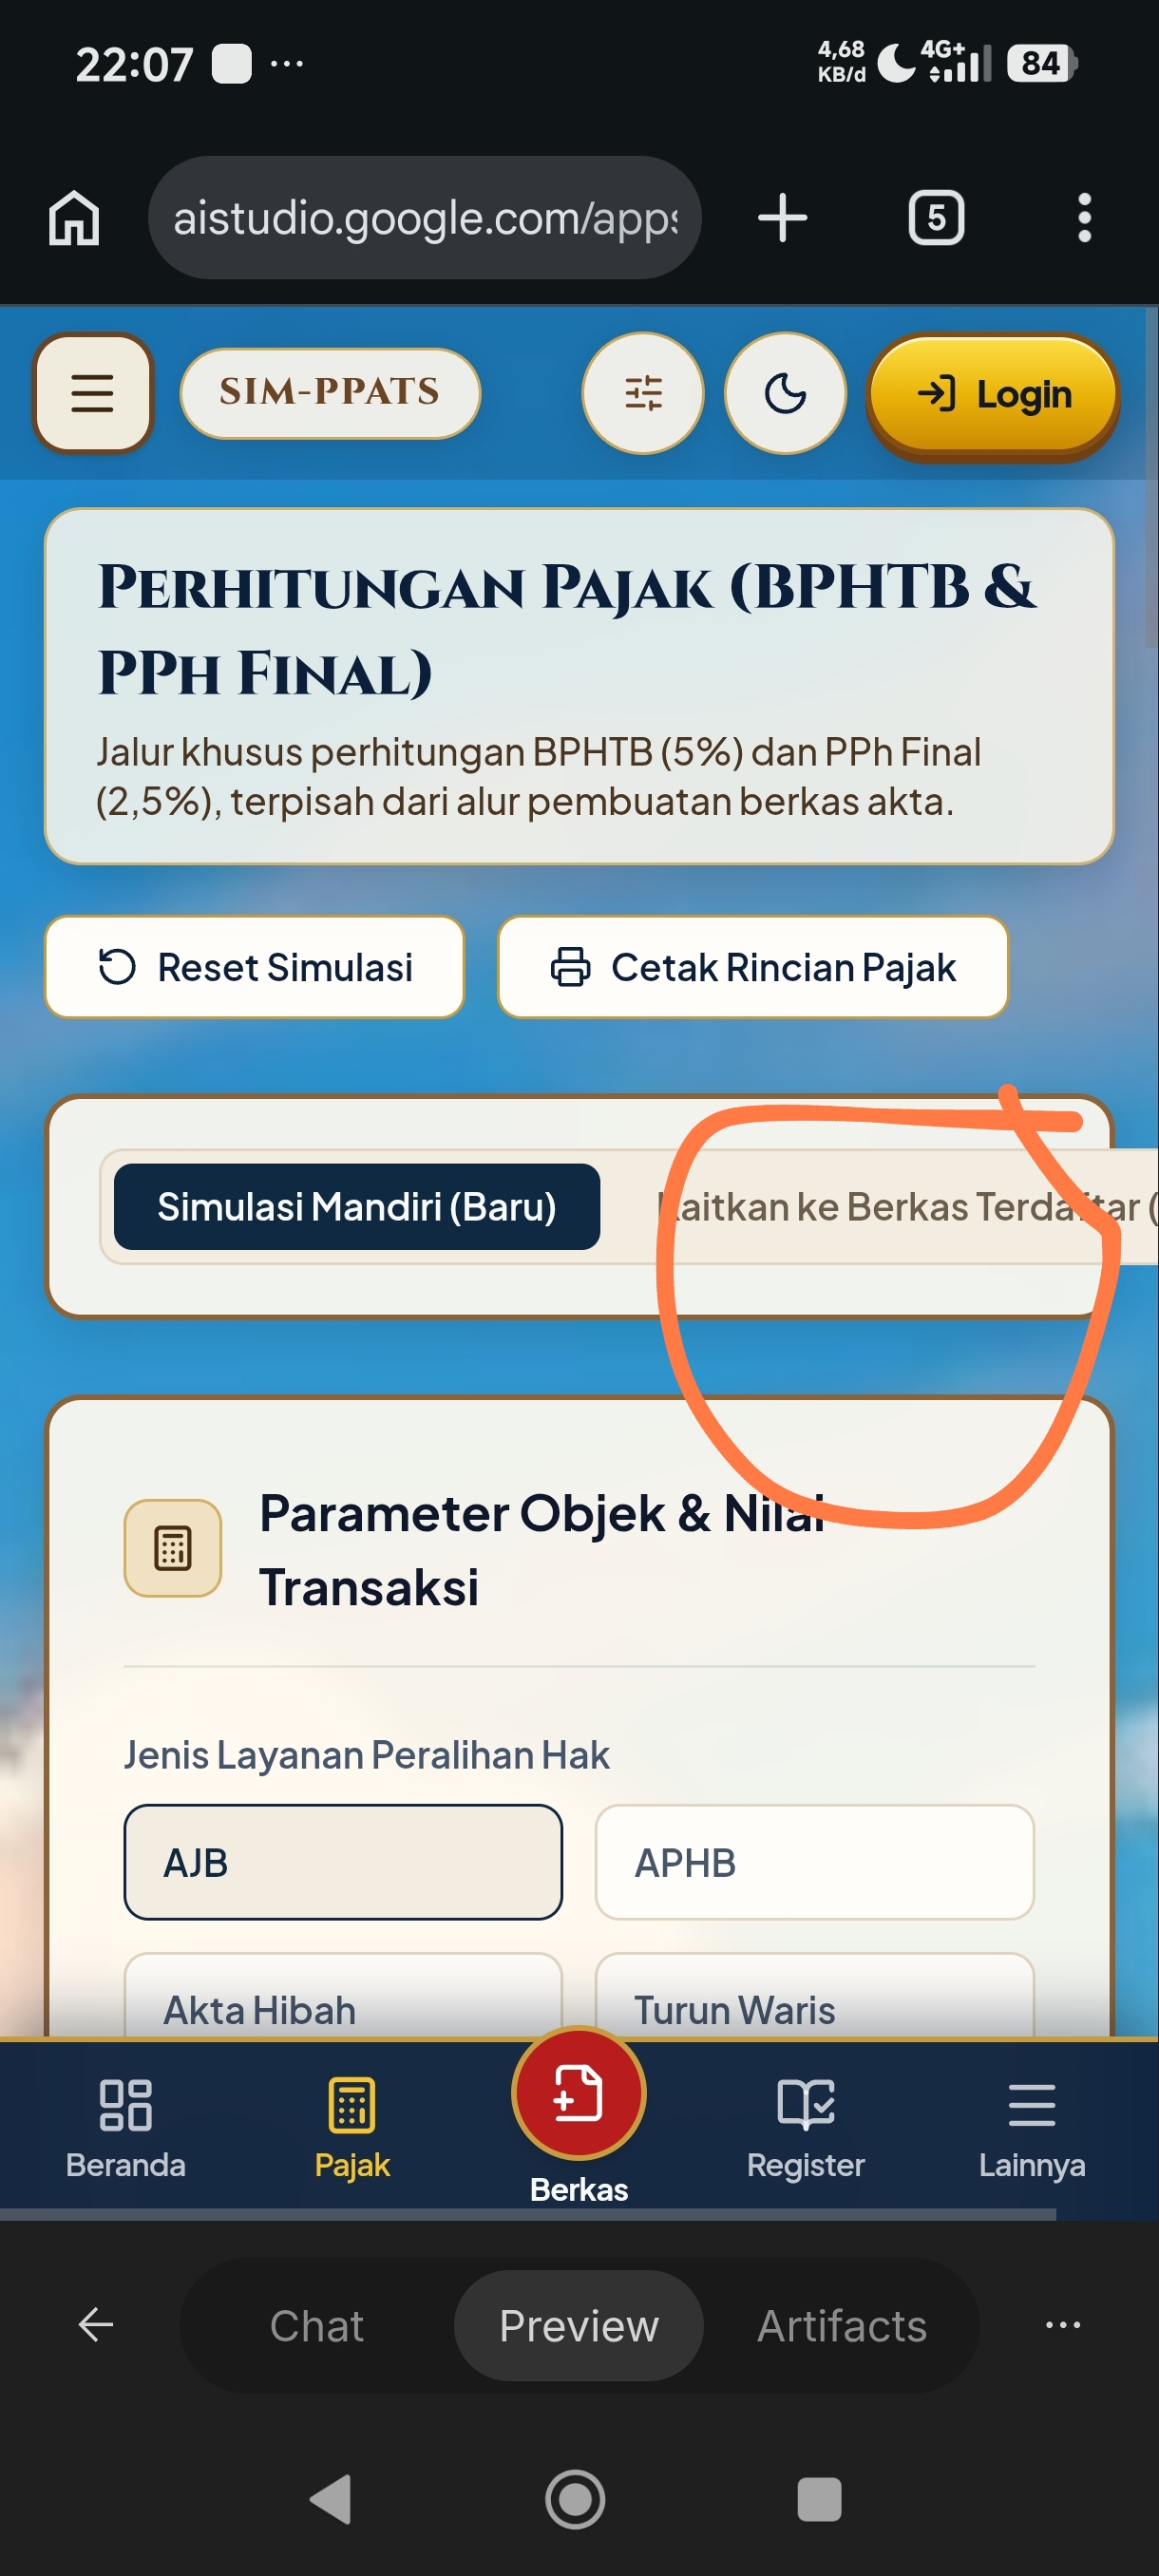 22:07
4,68
KB/d
4G+
84
aistudio.google.com/apps
5
SIM-PPATS
Login
Perhitungan Pajak (BPHTB &
PPh Final)
Jalur khusus perhitungan BPHTB (5%) dan PPh Final
(2,5%), terpisah dari alur pembuatan berkas akta.
Reset Simulasi
Cetak Rincian Pajak
Simulasi Mandiri (Baru)
Kaitkan ke Berkas Terdaftar (
Parameter Objek & Nilai
Transaksi
Jenis Layanan Peralihan Hak
AJB
APHB
Akta Hibah
Turun Waris
Beranda
Pajak
Berkas
Register
Lainnya
Chat
Preview
Artifacts